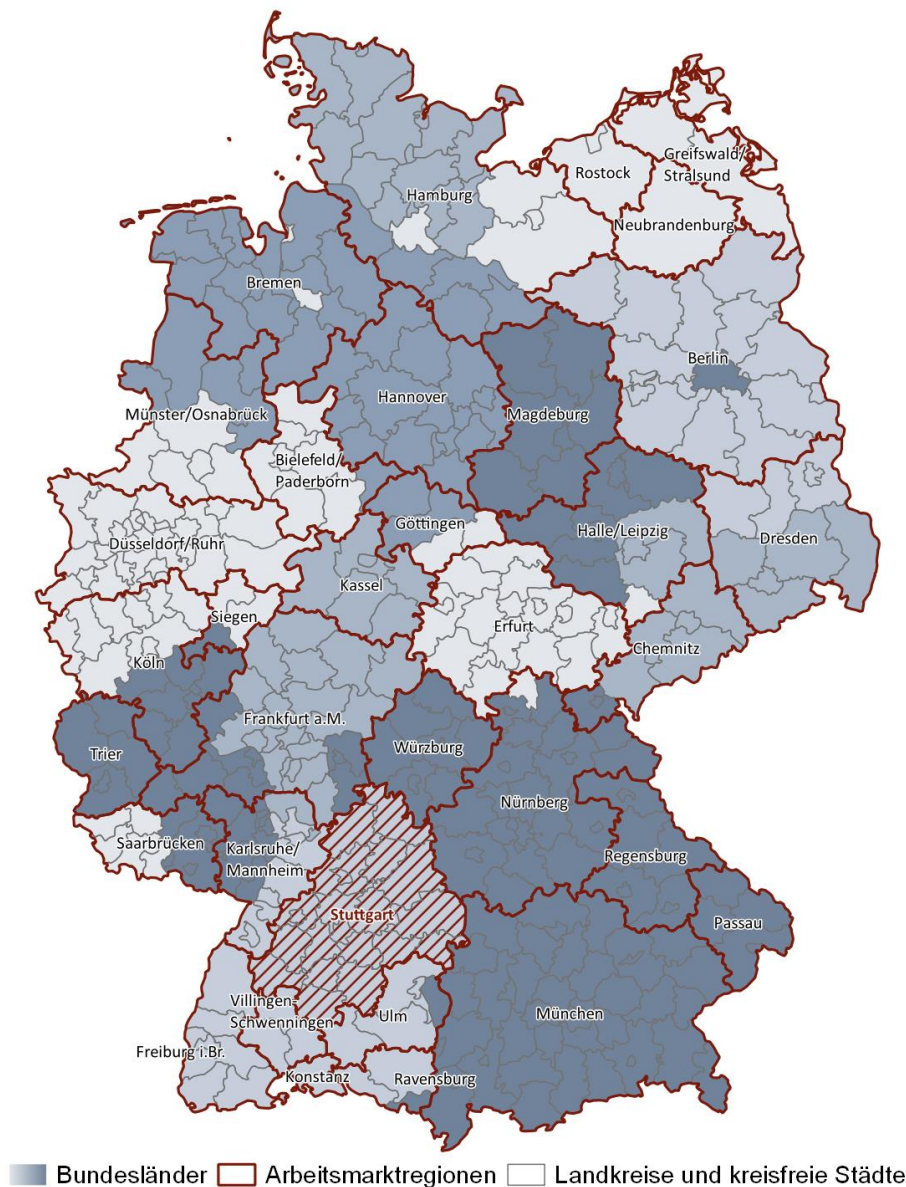 Greifswald/
Stralsund
Rostock
Hamburg
Neubrandenburg
Bremen
Berlin
Hannover
Magdeburg
Münster/Osnabrück
Bielefeld/
Paderborn
Göttingen
Halle/Leipzig
Düsseldorf/Ruhr
Dresden
Kassel
Siegen
Erfurt
Chemnitz
Köln
Frankfurt a.M.
Trier
Würzburg
Nürnberg
Saarbrücken
Karlsruhe/
Mannheim
Regensburg
Stuttgart
Passau
Villingen-
Schwenningen
Ulm
München
Freiburg i.Br.
Konstanz
Ravensburg
Bundesländer Arbeitsmarktregionen Landkreise und kreisfreie Städte